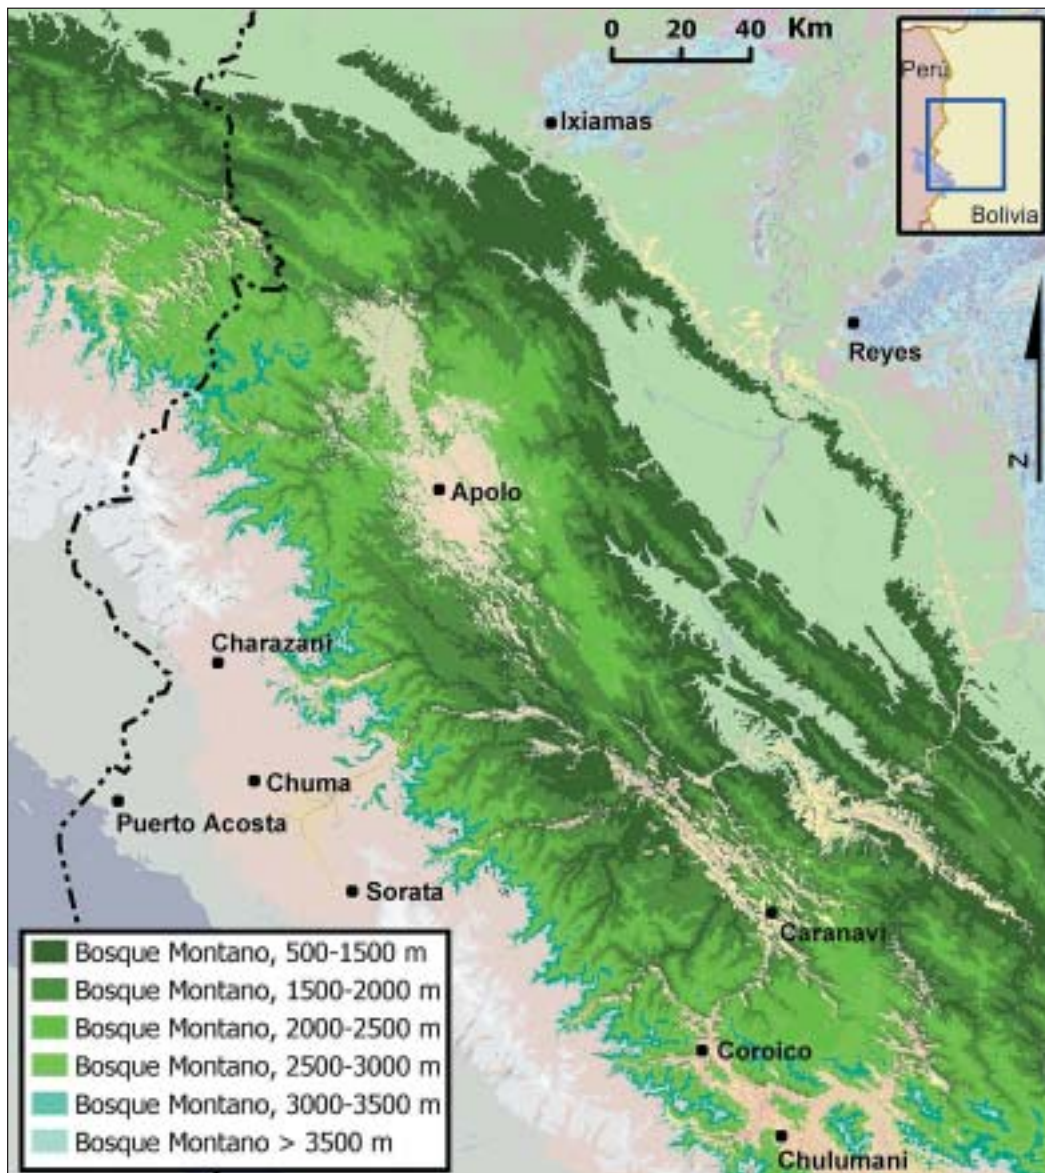 0 20 40 Km
Perú
Bolivia
Ixiamas
Reyes
N
Apolo
Charazani
Chuma
Puerto Acosta
Sorata
Caranavi
Coroico
Chulumani
Bosque Montano, 500-1500 m
Bosque Montano, 1500-2000 m
Bosque Montano, 2000-2500 m
Bosque Montano, 2500-3000 m
Bosque Montano, 3000-3500 m
Bosque Montano > 3500 m